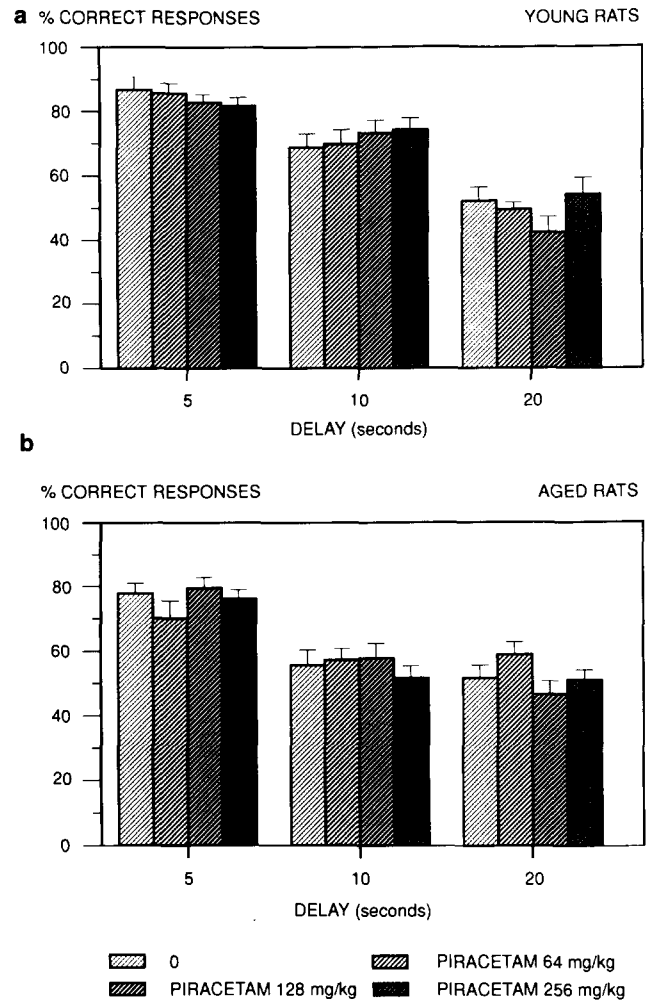 a % CORRECT RESPONSES YOUNG RATS
100
80
60
40
20
0
5 10 20
DELAY (seconds)
b
% CORRECT RESPONSES AGED RATS
100
80
60
40
20
0
5 10 20
DELAY (seconds)
0 PIRACETAM 64 mg/kg
PIRACETAM 128 mg/kg PIRACETAM 256 mg/kg